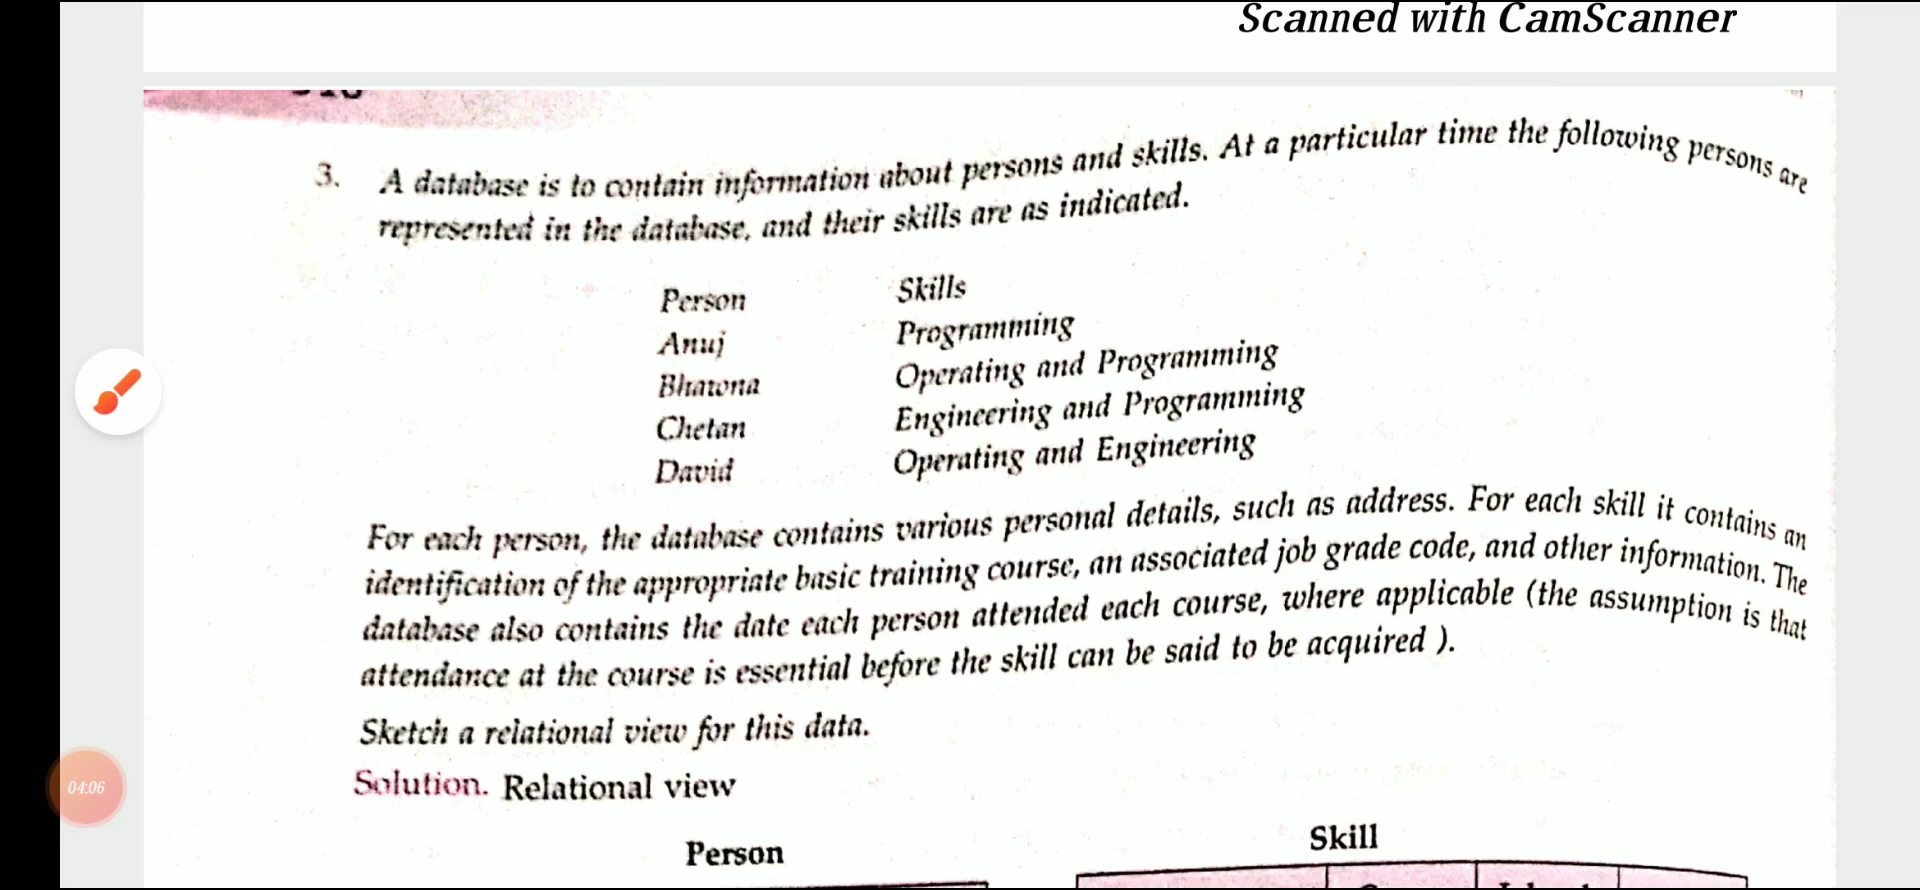 Scanned with CamScanner
3. A database is to contain information about persons and skills. At a particular time the following persons are
represented in the database, and their skills are as indicated.
Person Skills
Anuj Programming
Bhawna Operating and Programming
Chetan Engineering and Programming
David Operating and Engineering
For each person, the database contains various personal details, such as address. For each skill it contains an
identification of the appropriate basic training course, an associated job grade code, and other information. The
database also contains the date each person attended each course, where applicable (the assumption is that
attendance at the course is essential before the skill can be said to be acquired ).
Sketch a relational view for this data.
Solution. Relational view
Person Skill
04:06